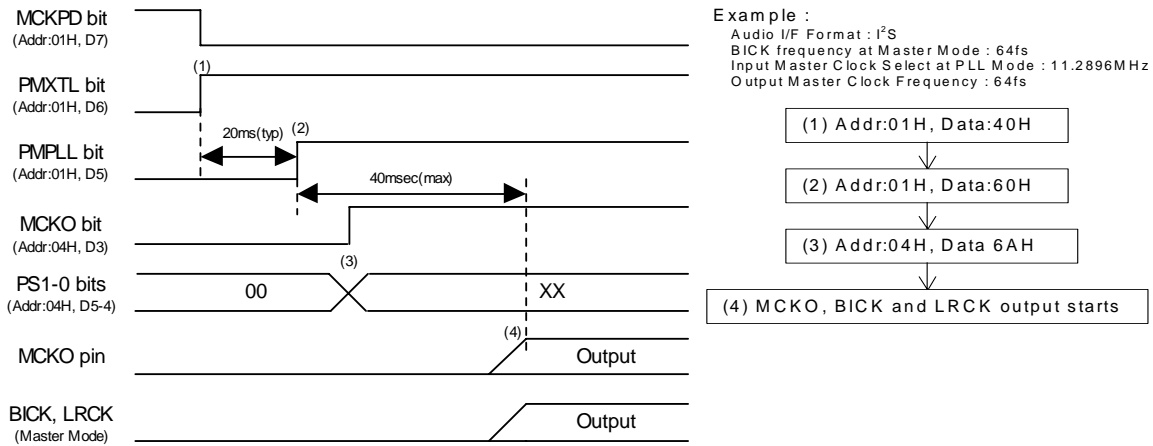 MCKPD bit
(Addr:01H, D7)
(1)
PMXTL bit
(Addr:01H, D6)
20ms(typ)
(2)
PMPLL bit
(Addr:01H, D5)
40msec(max)
MCKO bit
(Addr:04H, D3)
(3)
PS1-0 bits
(Addr:04H, D5-4)
00
XX
(4)
MCKO pin
Output
BICK, LRCK
(Master Mode)
Output
Example :
Audio I/F Format : I²S
BICK frequency at Master Mode : 64fs
Input Master Clock Select at PLL Mode : 11.2896MHz
Output Master Clock Frequency : 64fs
(1) Addr:01H, Data:40H
(2) Addr:01H, Data:60H
(3) Addr:04H, Data 6AH
(4) MCKO, BICK and LRCK output starts